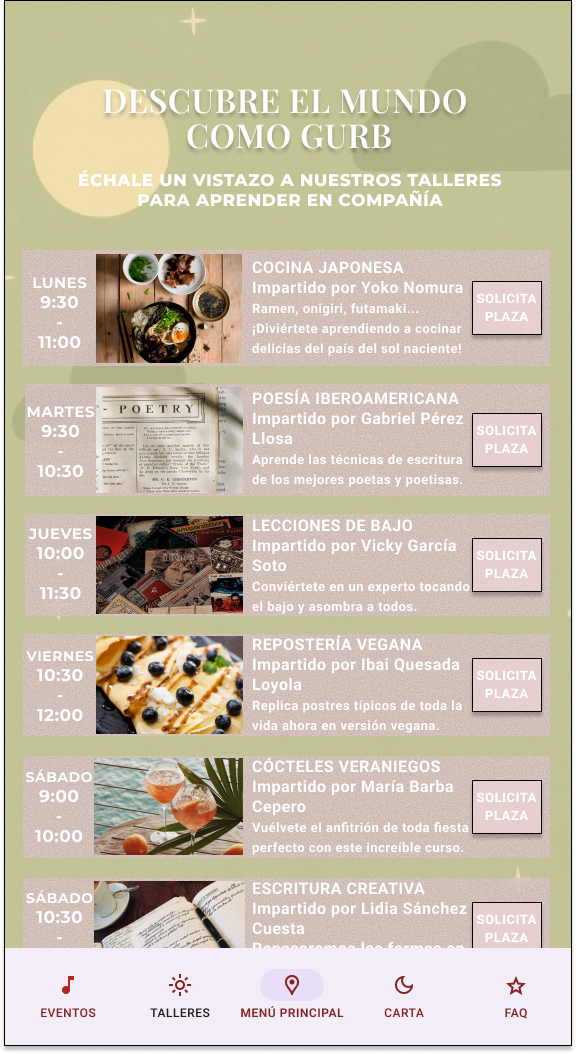 DESCUBRE EL MUNDO
COMO GURB
ÉCHALE UN VISTAZO A NUESTROS TALLERES
PARA APRENDER EN COMPAÑÍA
LUNES
9:30
-
11:00
COCINA JAPONESA
Impartido por Yoko Nomura
Ramen, onigiri, futamaki...
¡Diviértete aprendiendo a cocinar
delicias del país del sol naciente!
SOLICITA
PLAZA
MARTES
9:30
-
10:30
POETRY
POESÍA IBEROAMERICANA
Impartido por Gabriel Pérez
Llosa
Aprende las técnicas de escritura
de los mejores poetas y poetisas.
SOLICITA
PLAZA
JUEVES
10:00
-
11:30
LECCIONES DE BAJO
Impartido por Vicky García
Soto
Conviértete en un experto tocando
el bajo y asombra a todos.
SOLICITA
PLAZA
VIERNES
10:30
-
12:00
REPOSTERÍA VEGANA
Impartido por Ibai Quesada
Loyola
Replica postres típicos de toda la
vida ahora en versión vegana.
SOLICITA
PLAZA
SÁBADO
9:00
-
10:00
CÓCTELES VERANIEGOS
Impartido por María Barba
Cepero
Vuélvete el anfitrión de toda fiesta
perfecto con este increíble curso.
SOLICITA
PLAZA
SÁBADO
10:30
-
ESCRITURA CREATIVA
Impartido por Lidia Sánchez
Cuesta
SOLICITA
PLAZA
EVENTOS
TALLERES
MENÚ PRINCIPAL
CARTA
FAQ